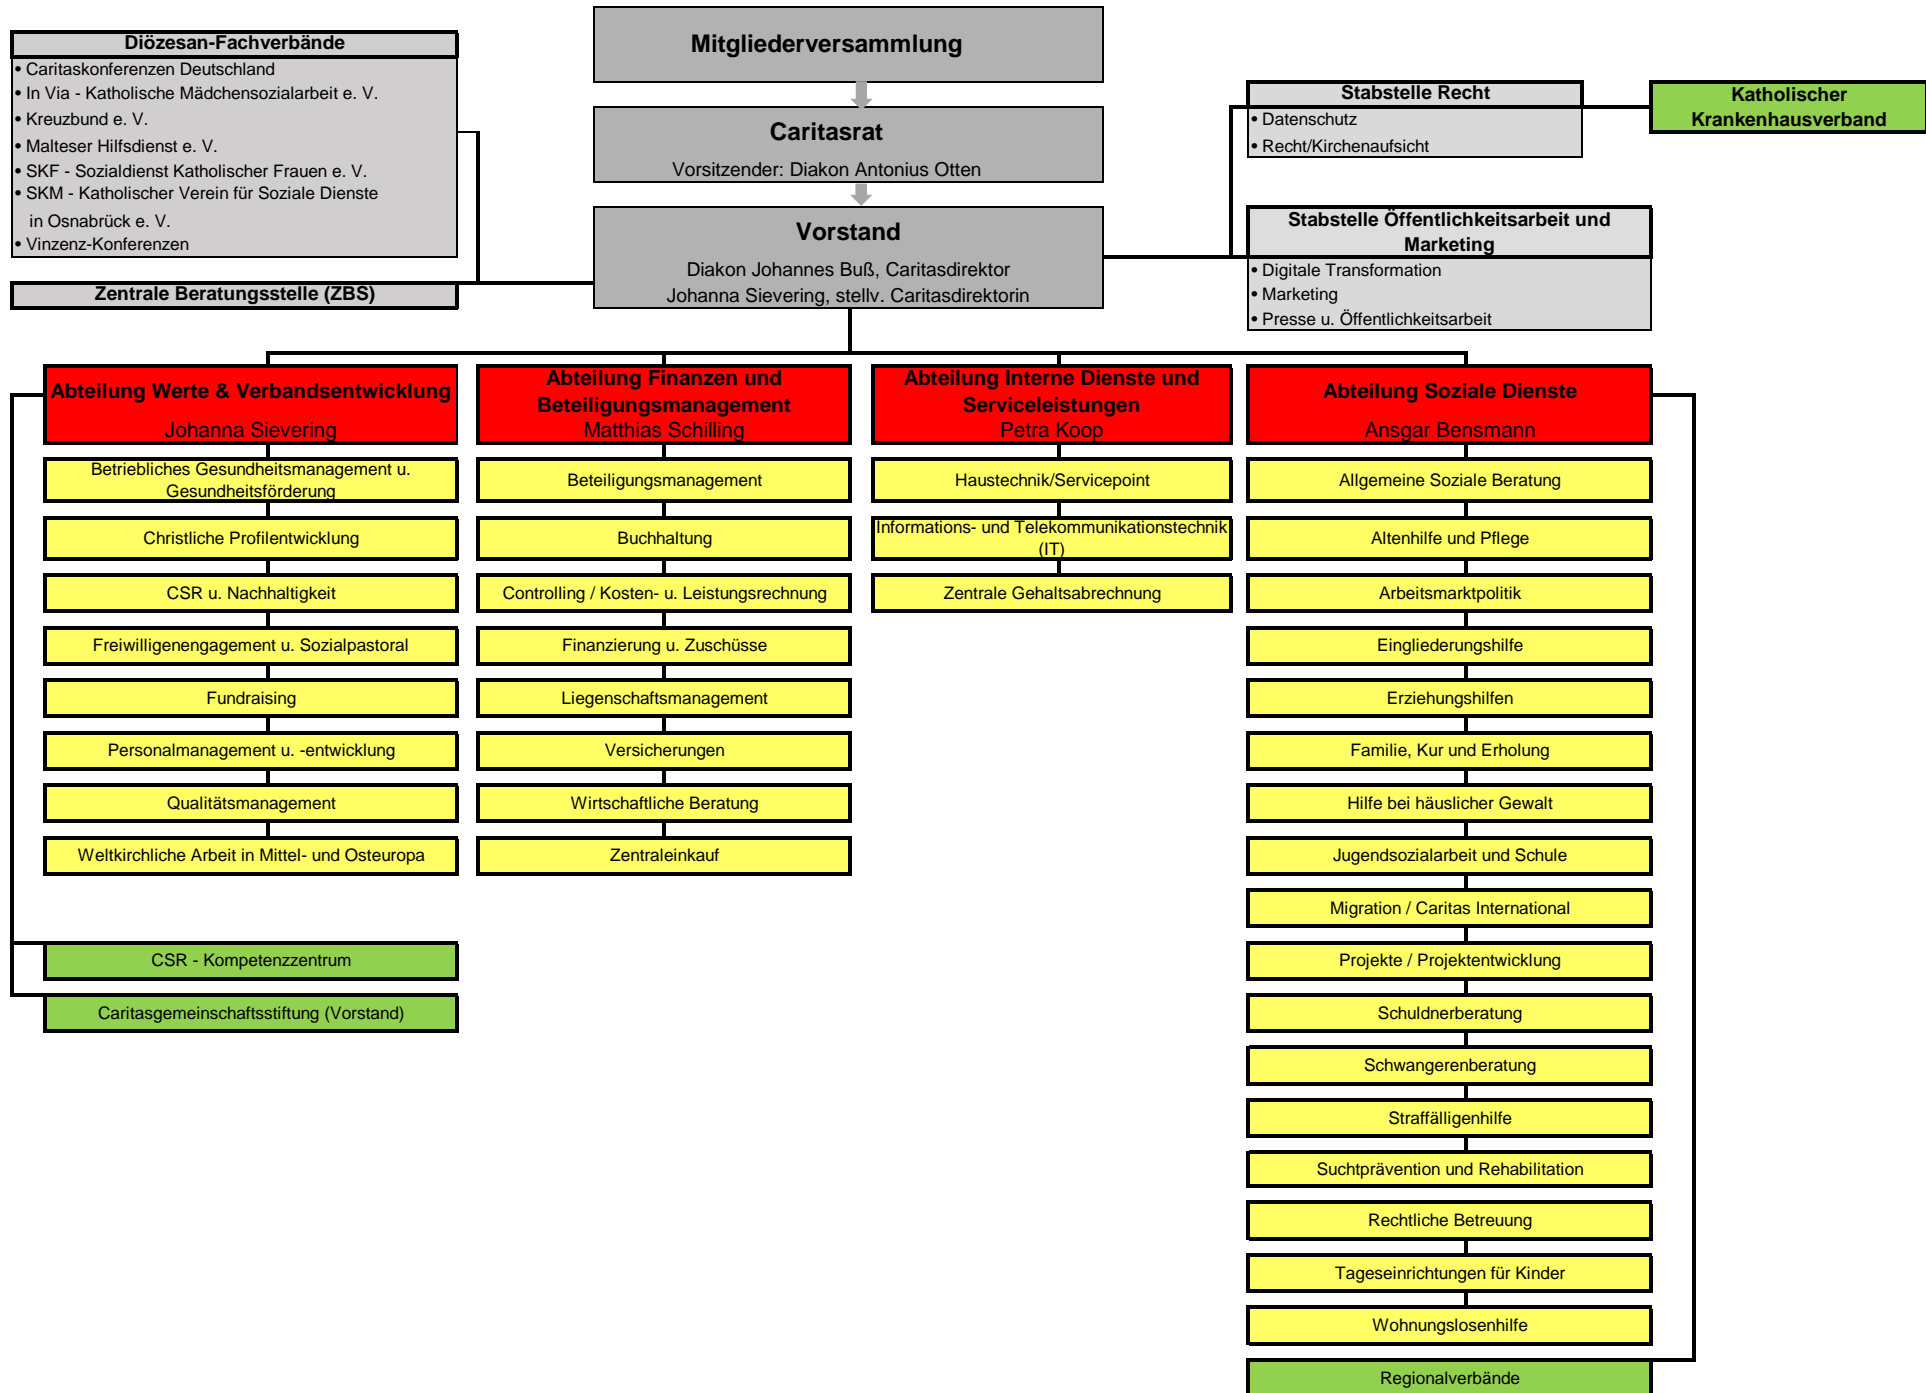 Diözesan-Fachverbände
• Caritaskonferenzen Deutschland
• In Via - Katholische Mädchensozialarbeit e. V.
• Kreuzbund e. V.
• Malteser Hilfsdienst e. V.
• SKF - Sozialdienst Katholischer Frauen e. V.
• SKM - Katholischer Verein für Soziale Dienste
in Osnabrück e. V.
• Vinzenz-Konferenzen
Zentrale Beratungsstelle (ZBS)
Mitgliederversammlung
Caritasrat
Vorsitzender: Diakon Antonius Otten
Vorstand
Diakon Johannes Buß, Caritasdirektor
Johanna Sievering, stellv. Caritasdirektorin
Stabstelle Recht
• Datenschutz
• Recht/Kirchenaufsicht
Katholischer
Krankenhausverband
Stabstelle Öffentlichkeitsarbeit und
Marketing
• Digitale Transformation
• Marketing
• Presse u. Öffentlichkeitsarbeit
Abteilung Werte & Verbandsentwicklung
Johanna Sievering
Betriebliches Gesundheitsmanagement u.
Gesundheitsförderung
Christliche Profilentwicklung
CSR u. Nachhaltigkeit
Freiwilligenengagement u. Sozialpastoral
Fundraising
Personalmanagement u. -entwicklung
Qualitätsmanagement
Weltkirchliche Arbeit in Mittel- und Osteuropa
CSR - Kompetenzzentrum
Caritasgemeinschaftsstiftung (Vorstand)
Abteilung Finanzen und
Beteiligungsmanagement
Matthias Schilling
Beteiligungsmanagement
Buchhaltung
Controlling / Kosten- u. Leistungsrechnung
Finanzierung u. Zuschüsse
Liegenschaftsmanagement
Versicherungen
Wirtschaftliche Beratung
Zentraleinkauf
Abteilung Interne Dienste und
Serviceleistungen
Petra Koop
Haustechnik/Servicepoint
Informations- und Telekommunikationstechnik
(IT)
Zentrale Gehaltsabrechnung
Abteilung Soziale Dienste
Ansgar Bensmann
Allgemeine Soziale Beratung
Altenhilfe und Pflege
Arbeitsmarktpolitik
Eingliederungshilfe
Erziehungshilfen
Familie, Kur und Erholung
Hilfe bei häuslicher Gewalt
Jugendsozialarbeit und Schule
Migration / Caritas International
Projekte / Projektentwicklung
Schuldnerberatung
Schwangerenberatung
Straffälligenhilfe
Suchtprävention und Rehabilitation
Rechtliche Betreuung
Tageseinrichtungen für Kinder
Wohnungslosenhilfe
Regionalverbände